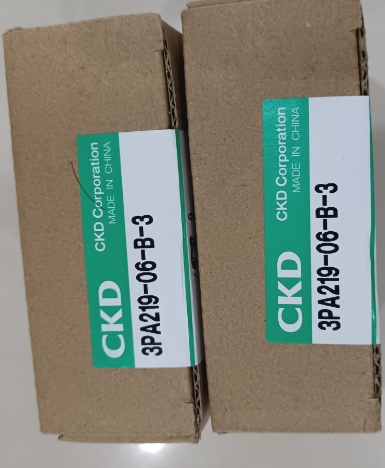 CKD
CKD Corporation
MADE IN CHINA
3PA219-06-B-3
CKD
CKD Corporation
MADE IN CHINA
3PA219-06-B-3